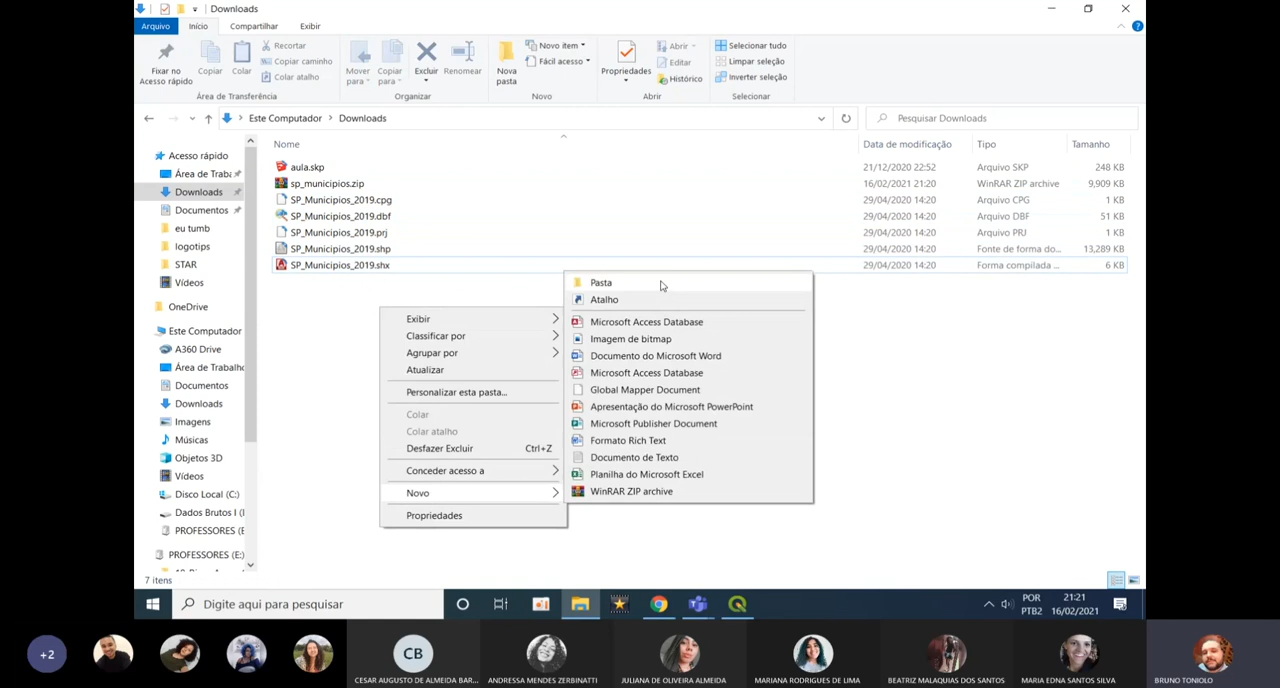 Downloads
Arquivo
Início
Compartilhar
Exibir
Fixar no
Acesso rápido
Copiar
Colar
Recortar
Copiar caminho
Colar atalho
Área de Transferência
Mover
para
Copiar
para
Excluir
Renomear
Organizar
Nova
pasta
Novo item
Fácil acesso
Novo
Propriedades
Abrir
Editar
Histórico
Abrir
Selecionar tudo
Limpar seleção
Inverter seleção
Selecionar
Este Computador
Downloads
Pesquisar Downloads
Nome
Data de modificação
Tipo
Tamanho
aula.skp
21/12/2020 22:52
Arquivo SKP
248 KB
sp_municipios.zip
16/02/2021 21:20
WinRAR ZIP archive
9,909 KB
SP_Municipios_2019.cpg
29/04/2020 14:20
Arquivo CPG
1 KB
SP_Municipios_2019.dbf
29/04/2020 14:20
Arquivo DBF
51 KB
SP_Municipios_2019.prj
29/04/2020 14:20
Arquivo PRJ
1 KB
SP_Municipios_2019.shp
29/04/2020 14:20
Fonte de forma do...
13,289 KB
SP_Municipios_2019.shx
29/04/2020 14:20
Forma compilada ...
6 KB
Acesso rápido
Área de Traba
Downloads
Documentos
eu tumb
logotips
STAR
Vídeos
OneDrive
Este Computador
A360 Drive
Área de Trabalho
Documentos
Downloads
Imagens
Músicas
Objetos 3D
Vídeos
Disco Local (C:)
Dados Brutos I (
PROFESSORES (E
PROFESSORES (E:)
Exibir
Classificar por
Agrupar por
Atualizar
Personalizar esta pasta...
Colar
Colar atalho
Desfazer Excluir Ctrl+Z
Conceder acesso a
Novo
Propriedades
Pasta
Atalho
Microsoft Access Database
Imagem de bitmap
Documento do Microsoft Word
Microsoft Access Database
Global Mapper Document
Apresentação do Microsoft PowerPoint
Microsoft Publisher Document
Formato Rich Text
Documento de Texto
Planilha do Microsoft Excel
WinRAR ZIP archive
7 itens
Digite aqui para pesquisar
POR
PTB2
21:21
16/02/2021
+2
CB
CESAR AUGUSTO DE ALMEIDA BAR...
ANDRESSA MENDES ZERBINATTI
JULIANA DE OLIVEIRA ALMEIDA
MARIANA RODRIGUES DE LIMA
BEATRIZ MALAQUIAS DOS SANTOS
MARIA EDNA SANTOS SILVA
BRUNO TONIOLO